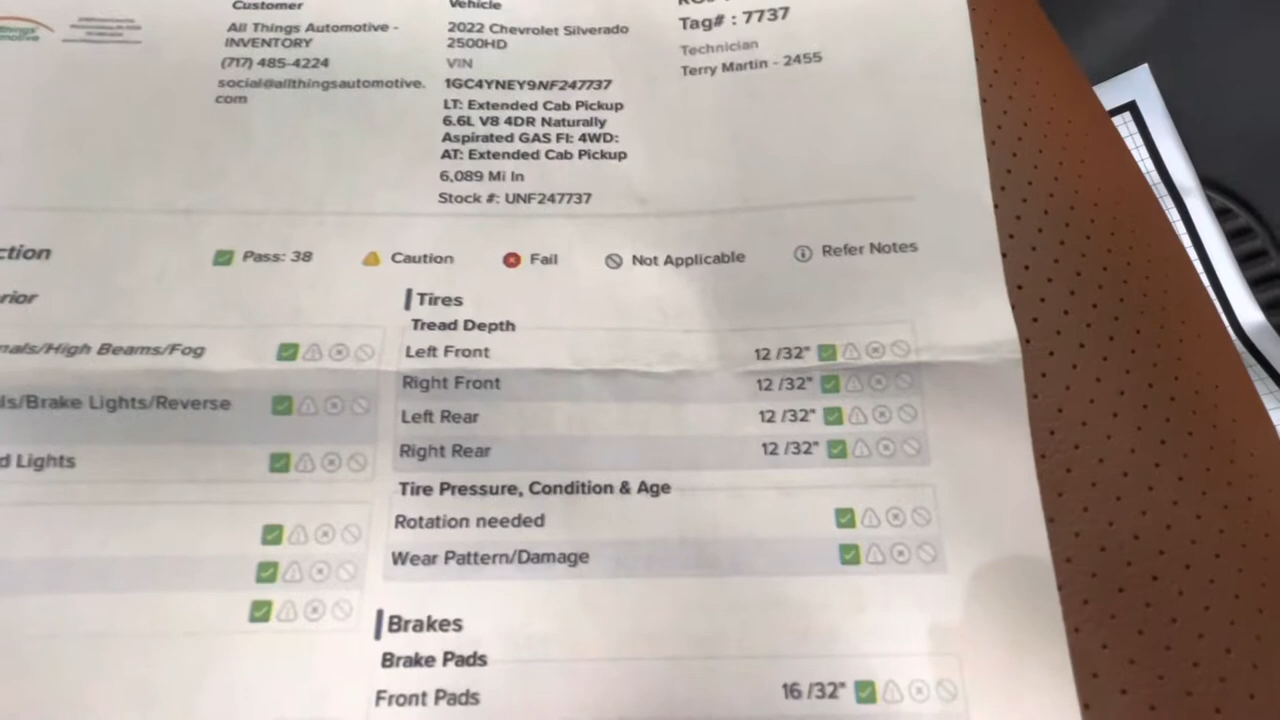 Customer
All Things Automotive -
INVENTORY
(717) 485-4224
social@allthingsautomotive.
com
Vehicle
2022 Chevrolet Silverado
2500HD
VIN
1GC4YNEY9NF247737
LT: Extended Cab Pickup
6.6L V8 4DR Naturally
Aspirated GAS FI: 4WD:
AT: Extended Cab Pickup
6,089 Mi In
Stock #: UNF247737
Tag# : 7737
Technician
Terry Martin - 2455
ction
Pass: 38 Caution Fail Not Applicable Refer Notes
rior
nals/High Beams/Fog
ls/Brake Lights/Reverse
d Lights
Tires
Tread Depth
Left Front 12 /32"
Right Front 12 /32"
Left Rear 12 /32"
Right Rear 12 /32"
Tire Pressure, Condition & Age
Rotation needed
Wear Pattern/Damage
Brakes
Brake Pads
Front Pads 16 /32"